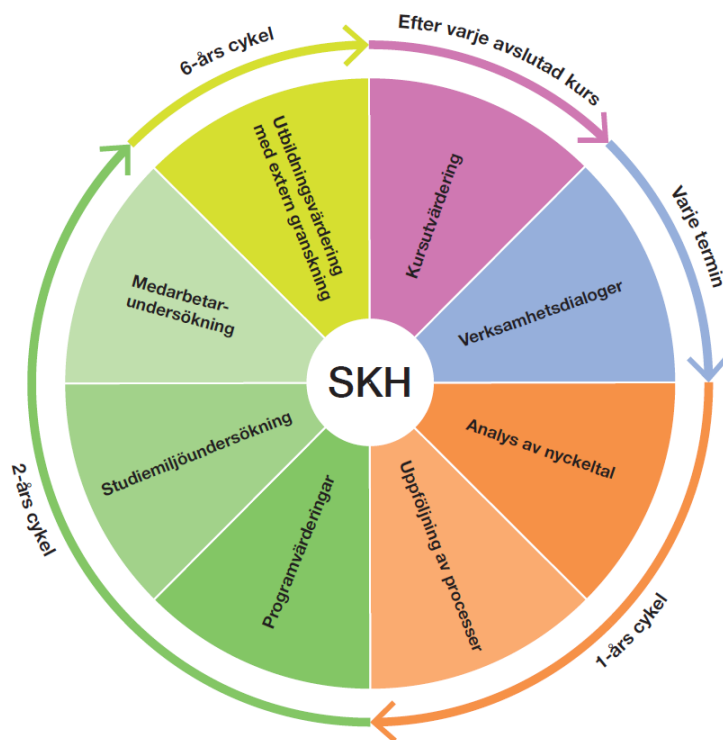 6-års cykel
Efter varje avslutad kurs
Varje termin
1-års cykel
2-års cykel
Utbildningsvärdering
med extern granskning
Kursutvärdering
Verksamhetsdialoger
Analys av nyckeltal
Uppföljning av processer
Programvärderingar
Studiemiljöundersökning
Medarbetar-
undersökning
SKH